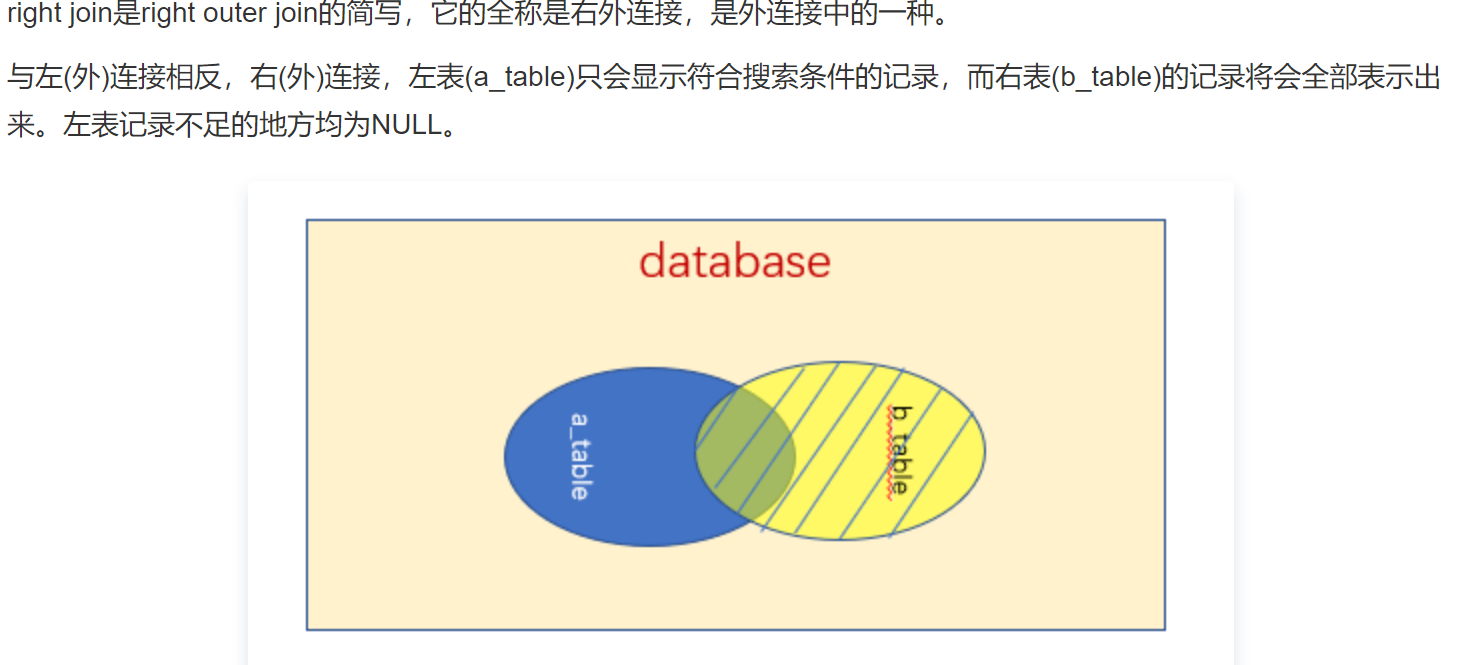 right join是right outer join的简写，它的全称是右外连接，是外连接中的一种。
与左(外)连接相反，右(外)连接，左表(a_table)只会显示符合搜索条件的记录，而右表(b_table)的记录将会全部表示出
来。左表记录不足的地方均为NULL。
database
a_table
b_table